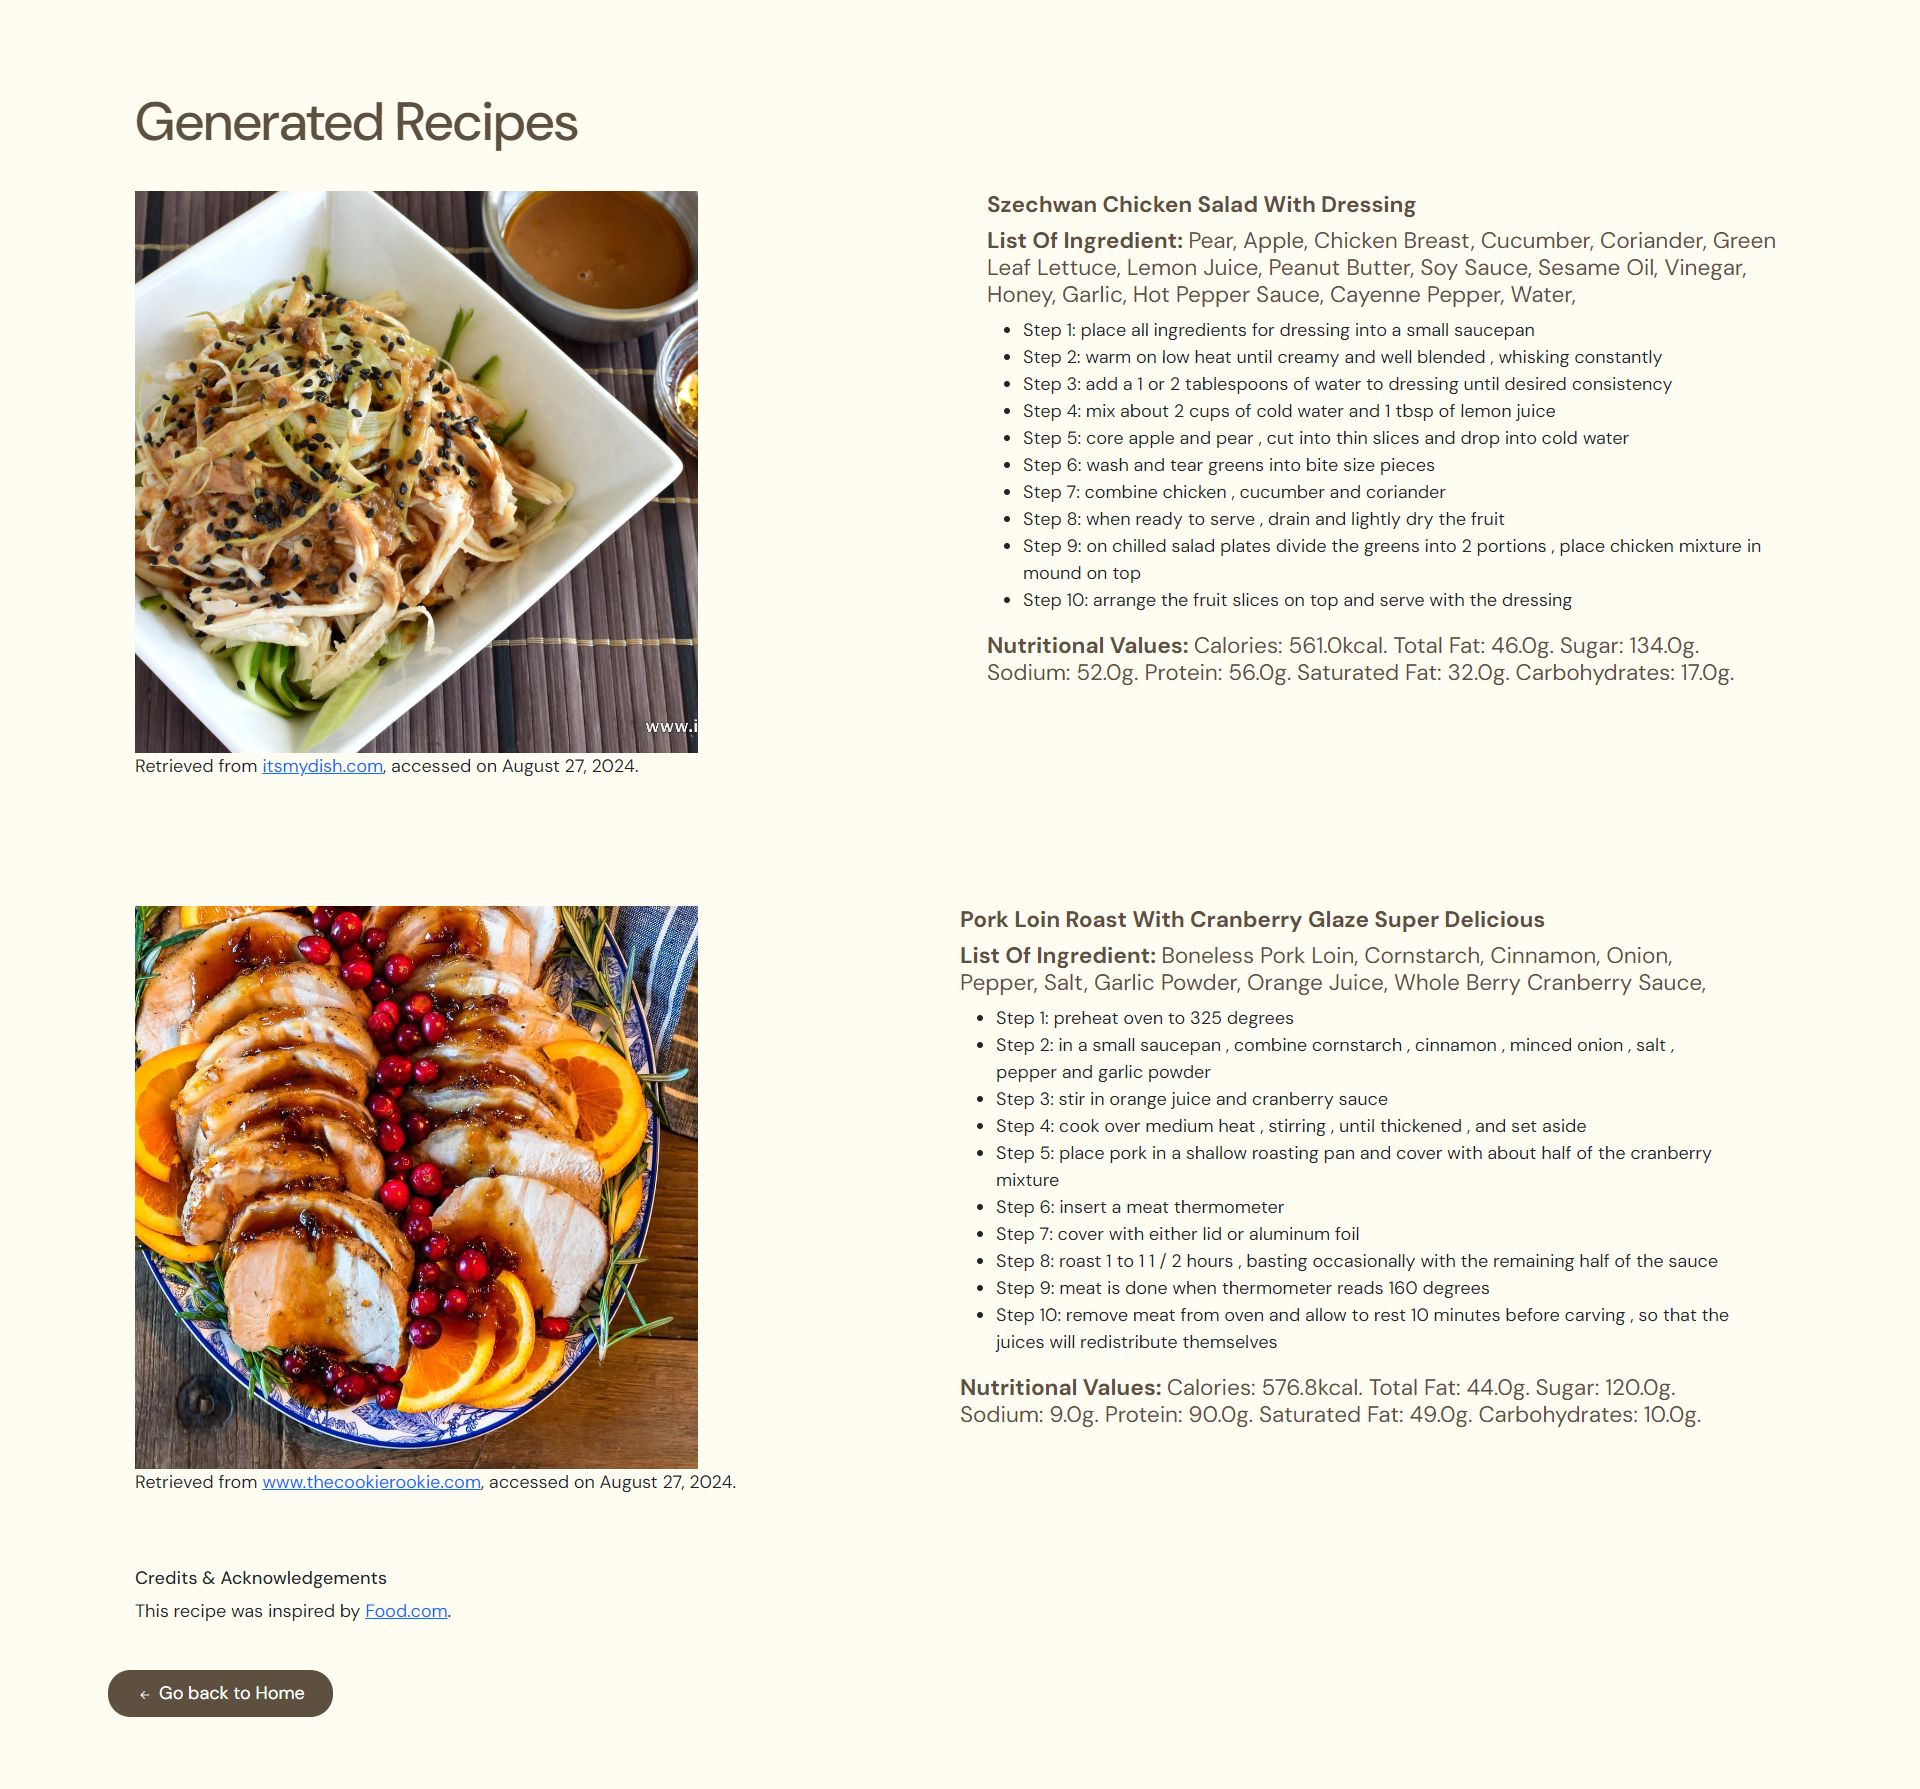 Generated Recipes
www.i
Retrieved from itsmydish.com, accessed on August 27, 2024.
Szechwan Chicken Salad With Dressing
List Of Ingredient: Pear, Apple, Chicken Breast, Cucumber, Coriander, Green
Leaf Lettuce, Lemon Juice, Peanut Butter, Soy Sauce, Sesame Oil, Vinegar,
Honey, Garlic, Hot Pepper Sauce, Cayenne Pepper, Water,
• Step 1: place all ingredients for dressing into a small saucepan
• Step 2: warm on low heat until creamy and well blended , whisking constantly
• Step 3: add a 1 or 2 tablespoons of water to dressing until desired consistency
• Step 4: mix about 2 cups of cold water and 1 tbsp of lemon juice
• Step 5: core apple and pear , cut into thin slices and drop into cold water
• Step 6: wash and tear greens into bite size pieces
• Step 7: combine chicken , cucumber and coriander
• Step 8: when ready to serve , drain and lightly dry the fruit
• Step 9: on chilled salad plates divide the greens into 2 portions , place chicken mixture in
mound on top
• Step 10: arrange the fruit slices on top and serve with the dressing
Nutritional Values: Calories: 561.0kcal. Total Fat: 46.0g. Sugar: 134.0g.
Sodium: 52.0g. Protein: 56.0g. Saturated Fat: 32.0g. Carbohydrates: 17.0g.
Retrieved from www.thecookierookie.com, accessed on August 27, 2024.
Pork Loin Roast With Cranberry Glaze Super Delicious
List Of Ingredient: Boneless Pork Loin, Cornstarch, Cinnamon, Onion,
Pepper, Salt, Garlic Powder, Orange Juice, Whole Berry Cranberry Sauce,
• Step 1: preheat oven to 325 degrees
• Step 2: in a small saucepan , combine cornstarch , cinnamon , minced onion , salt ,
pepper and garlic powder
• Step 3: stir in orange juice and cranberry sauce
• Step 4: cook over medium heat , stirring , until thickened , and set aside
• Step 5: place pork in a shallow roasting pan and cover with about half of the cranberry
mixture
• Step 6: insert a meat thermometer
• Step 7: cover with either lid or aluminum foil
• Step 8: roast 1 to 1 1 / 2 hours , basting occasionally with the remaining half of the sauce
• Step 9: meat is done when thermometer reads 160 degrees
• Step 10: remove meat from oven and allow to rest 10 minutes before carving , so that the
juices will redistribute themselves
Nutritional Values: Calories: 576.8kcal. Total Fat: 44.0g. Sugar: 120.0g.
Sodium: 9.0g. Protein: 90.0g. Saturated Fat: 49.0g. Carbohydrates: 10.0g.
Credits & Acknowledgements
This recipe was inspired by Food.com.
← Go back to Home